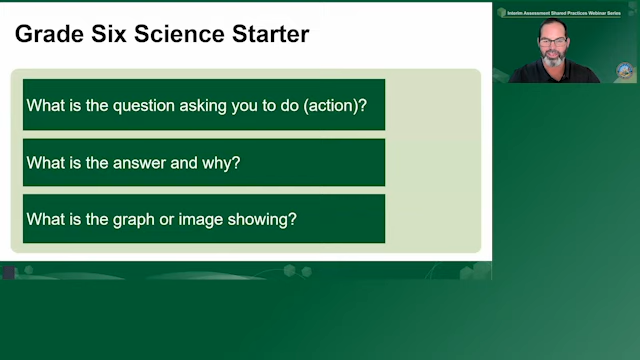 Grade Six Science Starter
Interim Assessment Shared Practices Webinar Series
What is the question asking you to do (action)?
What is the answer and why?
What is the graph or image showing?